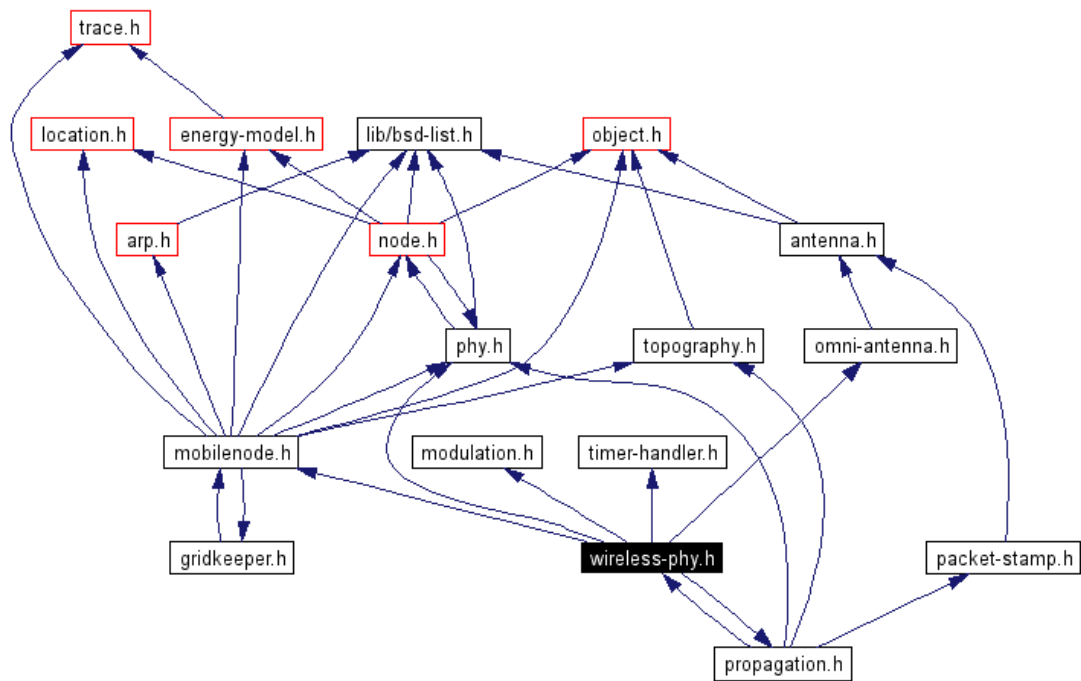 trace.h
location.h
energy-model.h
lib/bsd-list.h
object.h
arp.h
node.h
antenna.h
phy.h
topography.h
omni-antenna.h
mobilenode.h
modulation.h
timer-handler.h
gridkeeper.h
wireless-phy.h
packet-stamp.h
propagation.h